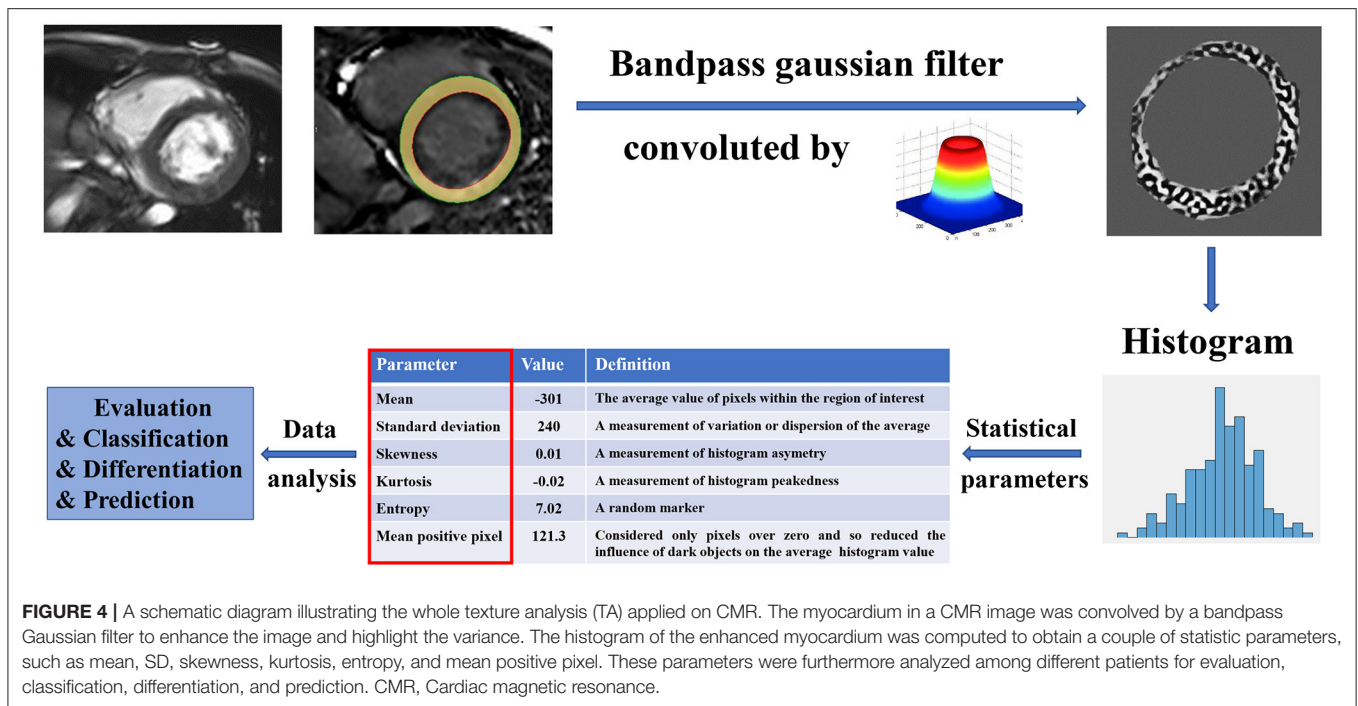 Bandpass gaussian filter
convoluted by
Histogram
Statistical
parameters
Parameter Value Definition
Mean -301 The average value of pixels within the region of interest
Standard deviation 240 A measurement of variation or dispersion of the average
Skewness 0.01 A measurement of histogram asymetry
Kurtosis -0.02 A measurement of histogram peakedness
Entropy 7.02 A random marker
Mean positive pixel 121.3 Considered only pixels over zero and so reduced the
influence of dark objects on the average histogram value
Data
analysis
Evaluation
& Classification
& Differentiation
& Prediction
FIGURE 4 | A schematic diagram illustrating the whole texture analysis (TA) applied on CMR. The myocardium in a CMR image was convolved by a bandpass
Gaussian filter to enhance the image and highlight the variance. The histogram of the enhanced myocardium was computed to obtain a couple of statistic parameters,
such as mean, SD, skewness, kurtosis, entropy, and mean positive pixel. These parameters were furthermore analyzed among different patients for evaluation,
classification, differentiation, and prediction. CMR, Cardiac magnetic resonance.